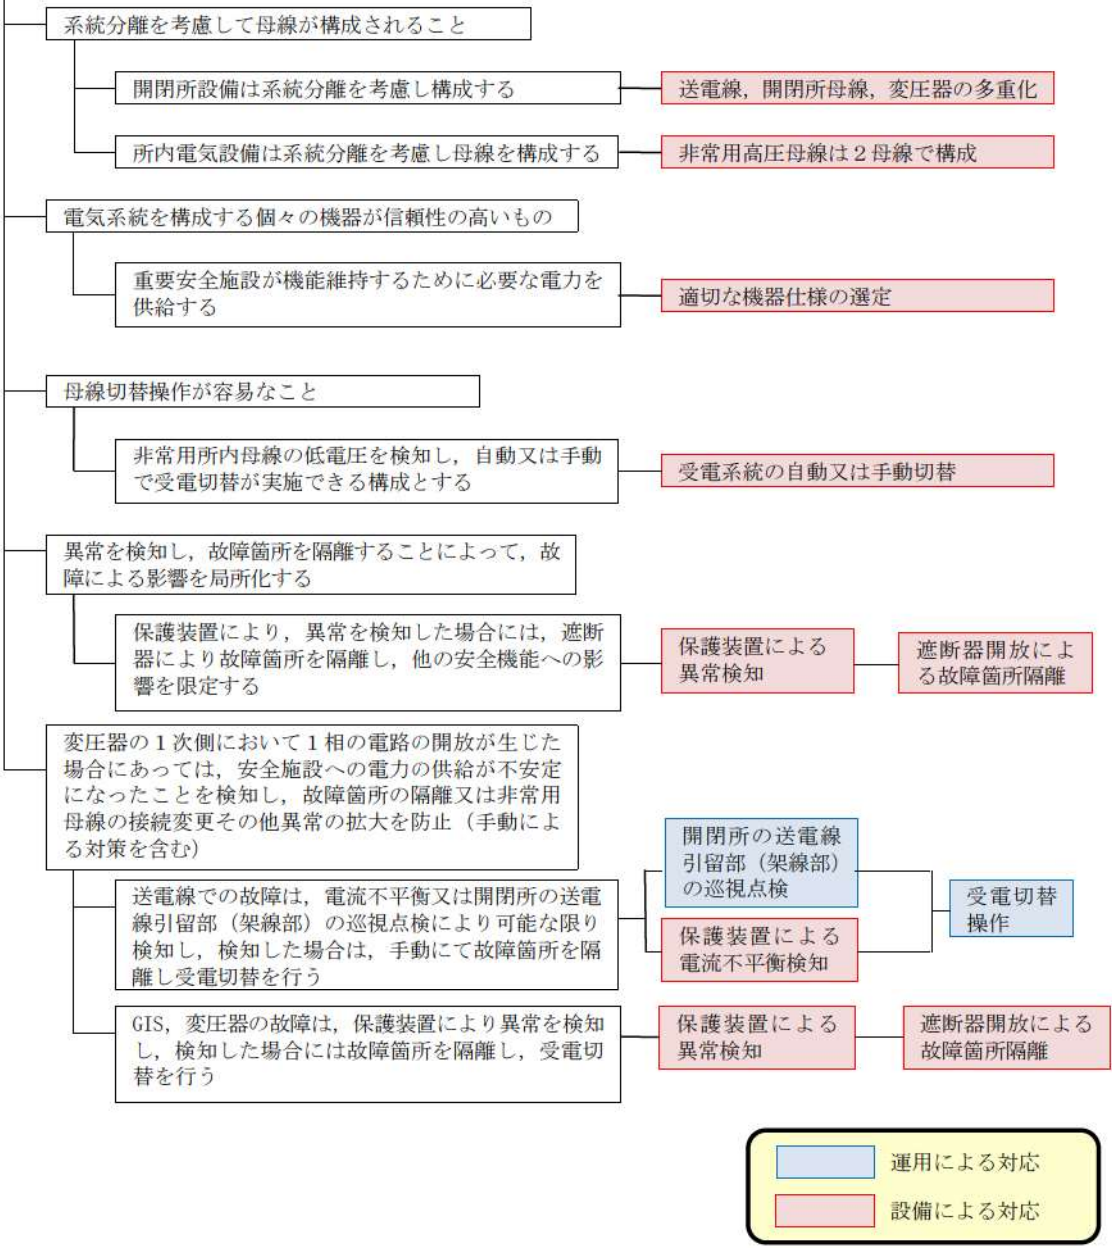 系統分離を考慮して母線が構成されること
開閉所設備は系統分離を考慮し構成する
送電線，開閉所母線，変圧器の多重化
所内電気設備は系統分離を考慮し母線を構成する
非常用高圧母線は２母線で構成
電気系統を構成する個々の機器が信頼性の高いもの
重要安全施設が機能維持するために必要な電力を
供給する
適切な機器仕様の選定
母線切替操作が容易なこと
非常用所内母線の低電圧を検知し，自動又は手動
で受電切替が実施できる構成とする
受電系統の自動又は手動切替
異常を検知し，故障箇所を隔離することによって，故
障による影響を局所化する
保護装置により，異常を検知した場合には，遮断
器により故障箇所を隔離し，他の安全機能への影
響を限定する
保護装置による
異常検知
遮断器開放によ
る故障箇所隔離
変圧器の１次側において１相の電路の開放が生じた
場合にあっては，安全施設への電力の供給が不安定
になったことを検知し，故障箇所の隔離又は非常用
母線の接続変更その他異常の拡大を防止（手動によ
る対策を含む）
送電線での故障は，電流不平衡又は開閉所の送電
線引留部（架線部）の巡視点検により可能な限り
検知し，検知した場合は，手動にて故障箇所を隔
離し受電切替を行う
開閉所の送電線
引留部（架線部）
の巡視点検
保護装置による
電流不平衡検知
受電切替
操作
GIS，変圧器の故障は，保護装置により異常を検知
し，検知した場合には故障箇所を隔離し，受電切
替を行う
保護装置による
異常検知
遮断器開放による
故障箇所隔離
運用による対応
設備による対応